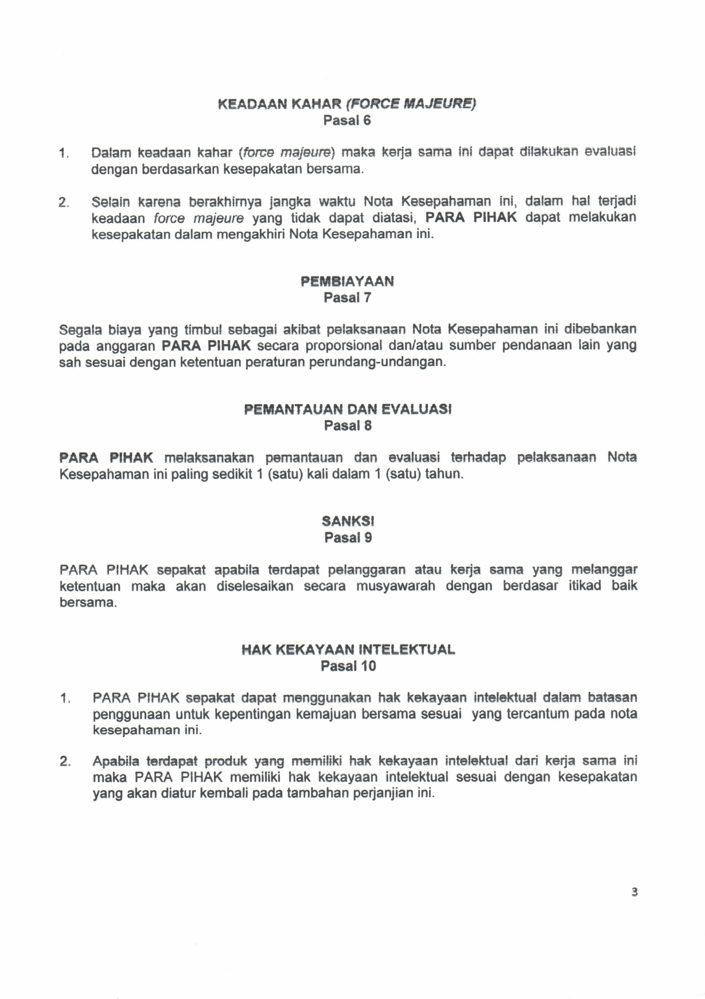 KEADAAN KAHAR (FORCE MAJEURE)
Pasal 6
1. Dalam keadaan kahar (force majeure) maka kerja sama ini dapat dilakukan evaluasi
dengan berdasarkan kesepakatan bersama.
2. Selain karena berakhirnya jangka waktu Nota Kesepahaman ini, dalam hal terjadi
keadaan force majeure yang tidak dapat diatasi, PARA PIHAK dapat melakukan
kesepakatan dalam mengakhiri Nota Kesepahaman ini.
PEMBIAYAAN
Pasal 7
Segala biaya yang timbul sebagai akibat pelaksanaan Nota Kesepahaman ini dibebankan
pada anggaran PARA PIHAK secara proporsional dan/atau sumber pendanaan lain yang
sah sesuai dengan ketentuan peraturan perundang-undangan.
PEMANTAUAN DAN EVALUASI
Pasal 8
PARA PIHAK melaksanakan pemantauan dan evaluasi terhadap pelaksanaan Nota
Kesepahaman ini paling sedikit 1 (satu) kali dalam 1 (satu) tahun.
SANKSI
Pasal 9
PARA PIHAK sepakat apabila terdapat pelanggaran atau kerja sama yang melanggar
ketentuan maka akan diselesaikan secara musyawarah dengan berdasar itikad baik
bersama.
HAK KEKAYAAN INTELEKTUAL
Pasal 10
1. PARA PIHAK sepakat dapat menggunakan hak kekayaan intelektual dalam batasan
penggunaan untuk kepentingan kemajuan bersama sesuai yang tercantum pada nota
kesepahaman ini.
2. Apabila terdapat produk yang memiliki hak kekayaan intelektual dari kerja sama ini
maka PARA PIHAK memiliki hak kekayaan intelektual sesuai dengan kesepakatan
yang akan diatur kembali pada tambahan perjanjian ini.
3